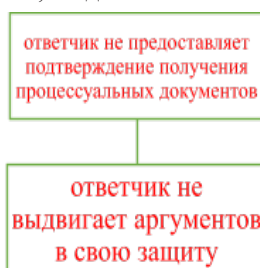 ответчик не предоставляет
подтверждение получения
процессуальных документов
ответчик не
выдвигает аргументов
в свою защиту